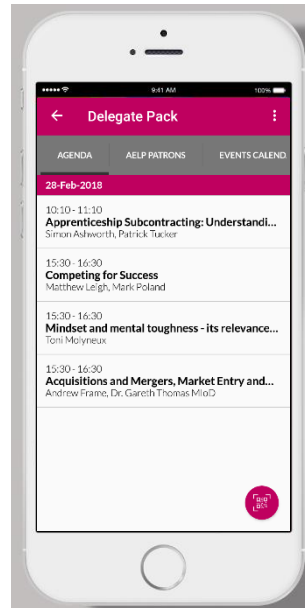 9:41 AM 100%
Delegate Pack
AGENDA AELP PATRONS EVENTS CALEND
28-Feb-2018
10:10 - 11:10
Apprenticeship Subcontracting: Understandi...
Simon Ashworth, Patrick Tucker
15:30 - 16:30
Competing for Success
Matthew Leigh, Mark Poland
15:30 - 16:30
Mindset and mental toughness - its relevance...
Toni Molyneux
15:30 - 16:30
Acquisitions and Mergers, Market Entry and...
Andrew Frame, Dr. Gareth Thomas MIoD